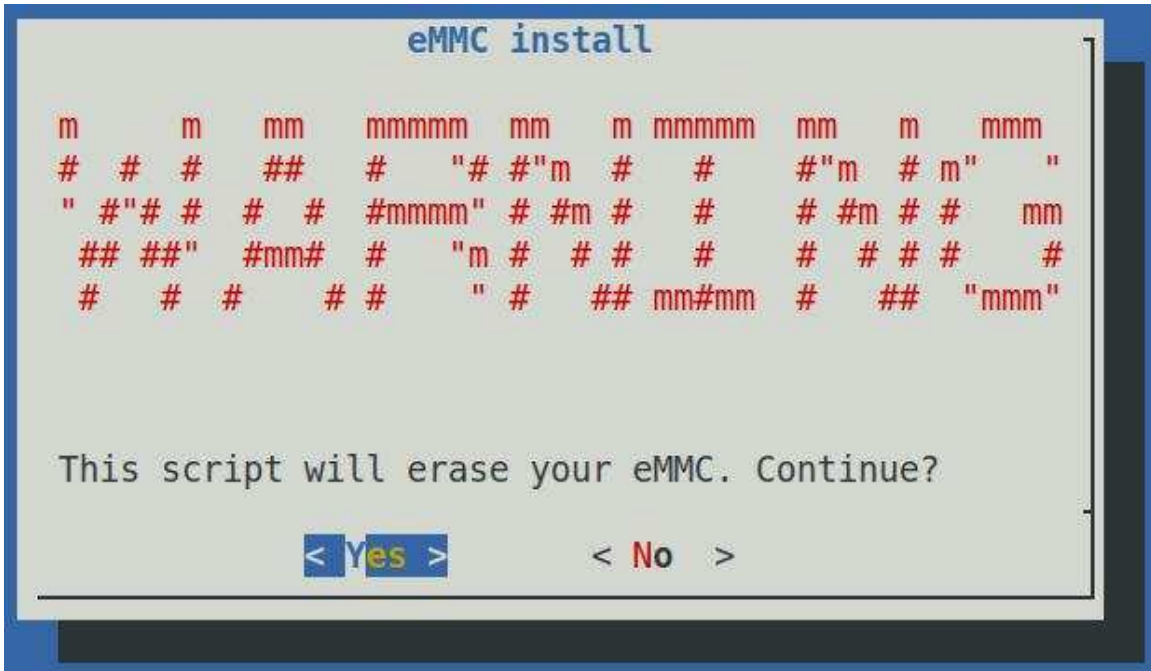 eMMC install
WARNING
This script will erase your eMMC. Continue?
< Yes > < No >